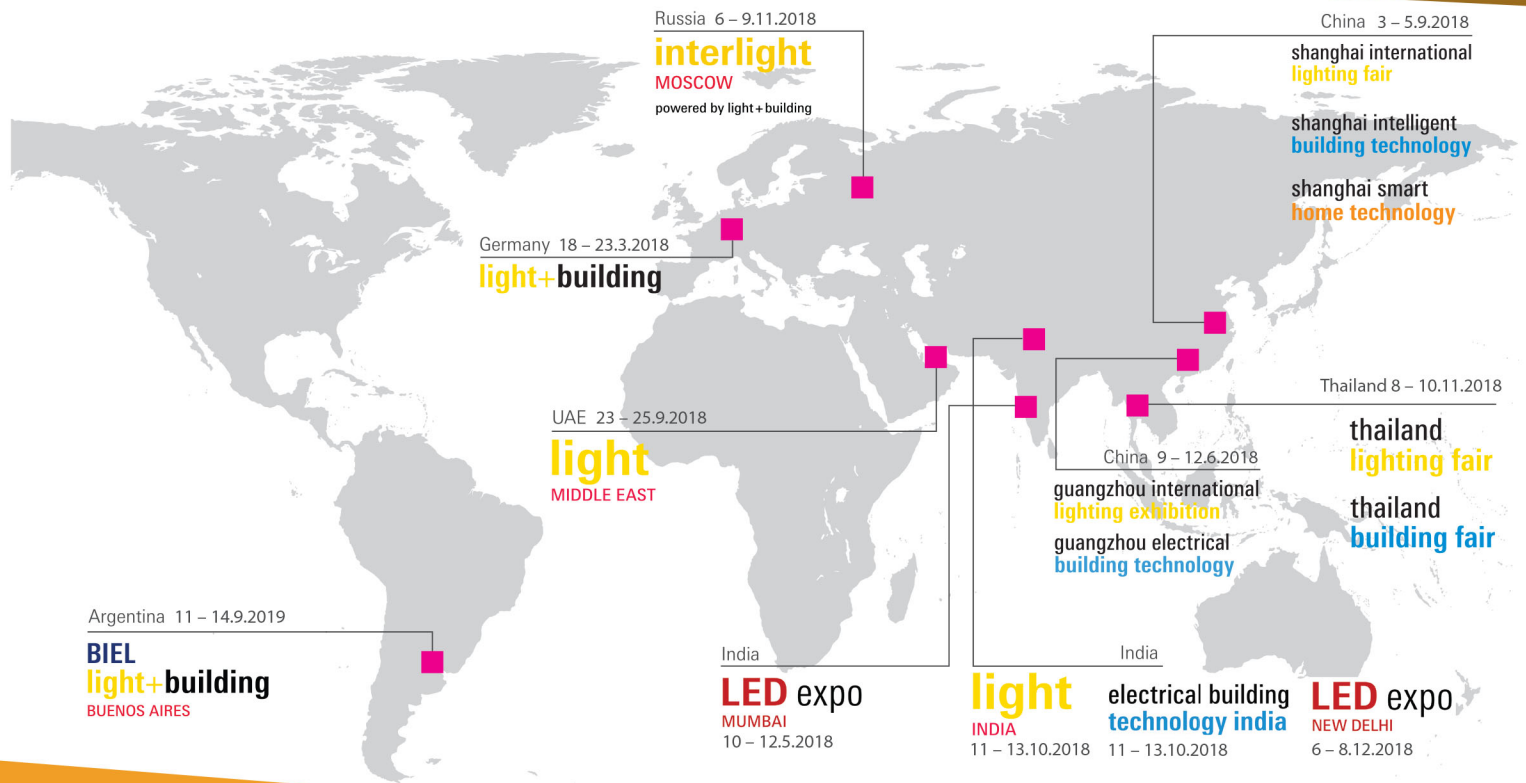 Russia 6 – 9.11.2018
interlight
MOSCOW
powered by light+building
China 3 – 5.9.2018
shanghai international
lighting fair
shanghai intelligent
building technology
shanghai smart
home technology
Germany 18 – 23.3.2018
light+building
UAE 23 – 25.9.2018
light
MIDDLE EAST
Thailand 8 – 10.11.2018
thailand
lighting fair
thailand
building fair
China 9 – 12.6.2018
guangzhou international
lighting exhibition
guangzhou electrical
building technology
Argentina 11 – 14.9.2019
BIEL
light+building
BUENOS AIRES
India
LED expo
MUMBAI
10 – 12.5.2018
India
light
INDIA
11 – 13.10.2018
electrical building
technology india
11 – 13.10.2018
LED expo
NEW DELHI
6 – 8.12.2018